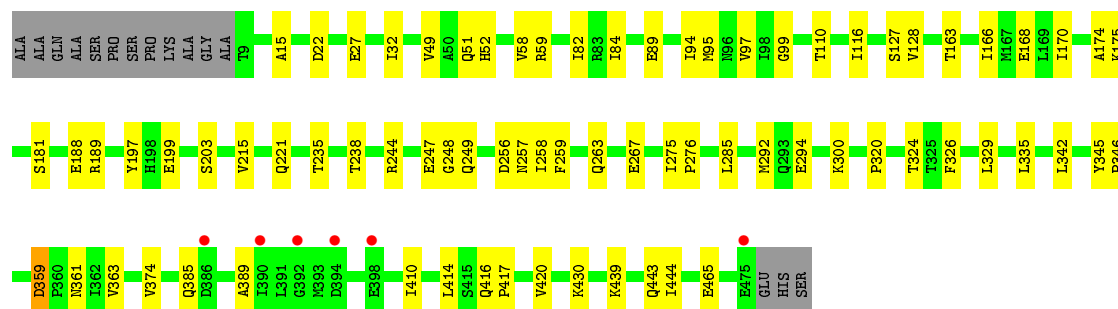 ALA ALA GLN ALA SER PRO SER PRO LYS ALA GLY ALA T9 A15 D22 E27 I32 V49 A50 Q51 H52 V58 R59 I82 R83 I84 E89 I94 M95 N96 V97 I98 G99 T110 I116 S127 V128 T163 I166 M167 E168 L169 I170 A174 K175
S181 E188 R189 Y197 H198 E199 S203 V215 Q221 T235 T238 R244 E247 G248 Q249 D256 N257 I258 F259 Q263 E267 I275 P276 L285 M292 Q293 E294 K300 P320 T324 T325 F326 L329 L335 L342 Y345 P346
D359 P360 N361 I362 V363 V374 Q385 D386 A389 I390 L391 G392 M393 D394 E398 I410 L414 S415 Q416 P417 V420 K430 K439 Q443 I444 E465 E475 GLU HIS SER